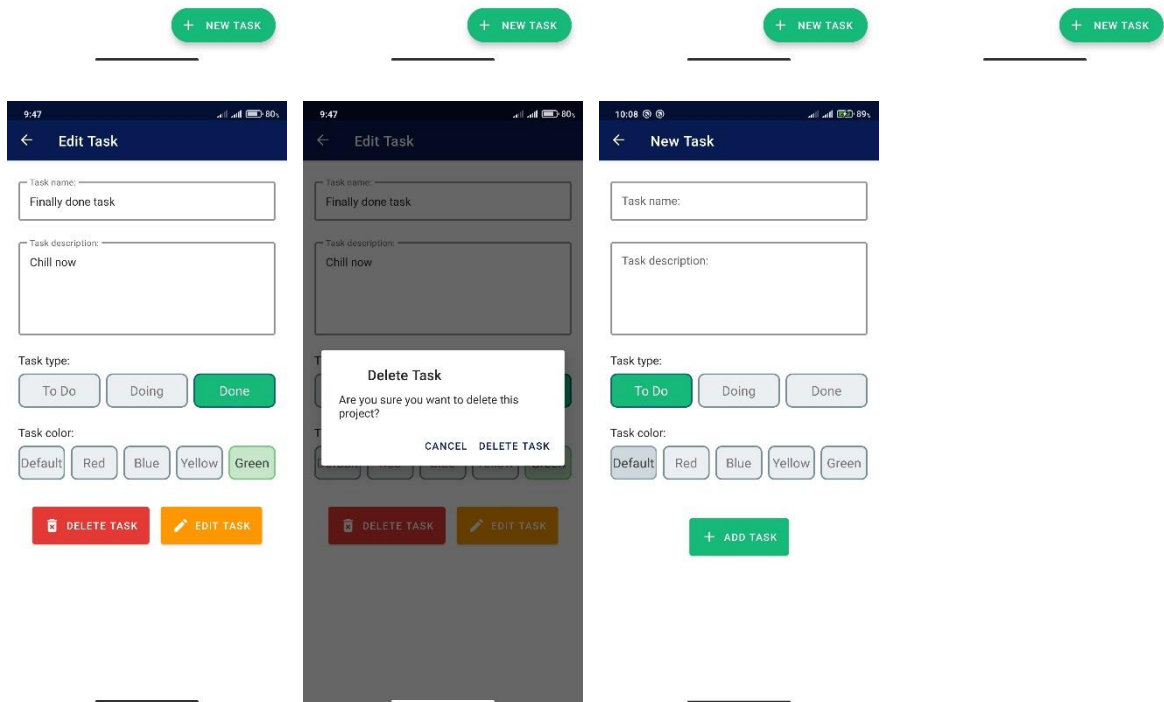 + NEW TASK
+ NEW TASK
+ NEW TASK
+ NEW TASK
9:47
80%
Edit Task
Task name:
Finally done task
Task description:
Chill now
Task type:
To Do
Doing
Done
Task color:
Default
Red
Blue
Yellow
Green
DELETE TASK
EDIT TASK
9:47
80%
Edit Task
Task name:
Finally done task
Task description:
Chill now
Delete Task
Are you sure you want to delete this
project?
CANCEL
DELETE TASK
Default
Red
Blue
Yellow
Green
DELETE TASK
EDIT TASK
10:08
89%
New Task
Task name:
Task description:
Task type:
To Do
Doing
Done
Task color:
Default
Red
Blue
Yellow
Green
+ ADD TASK